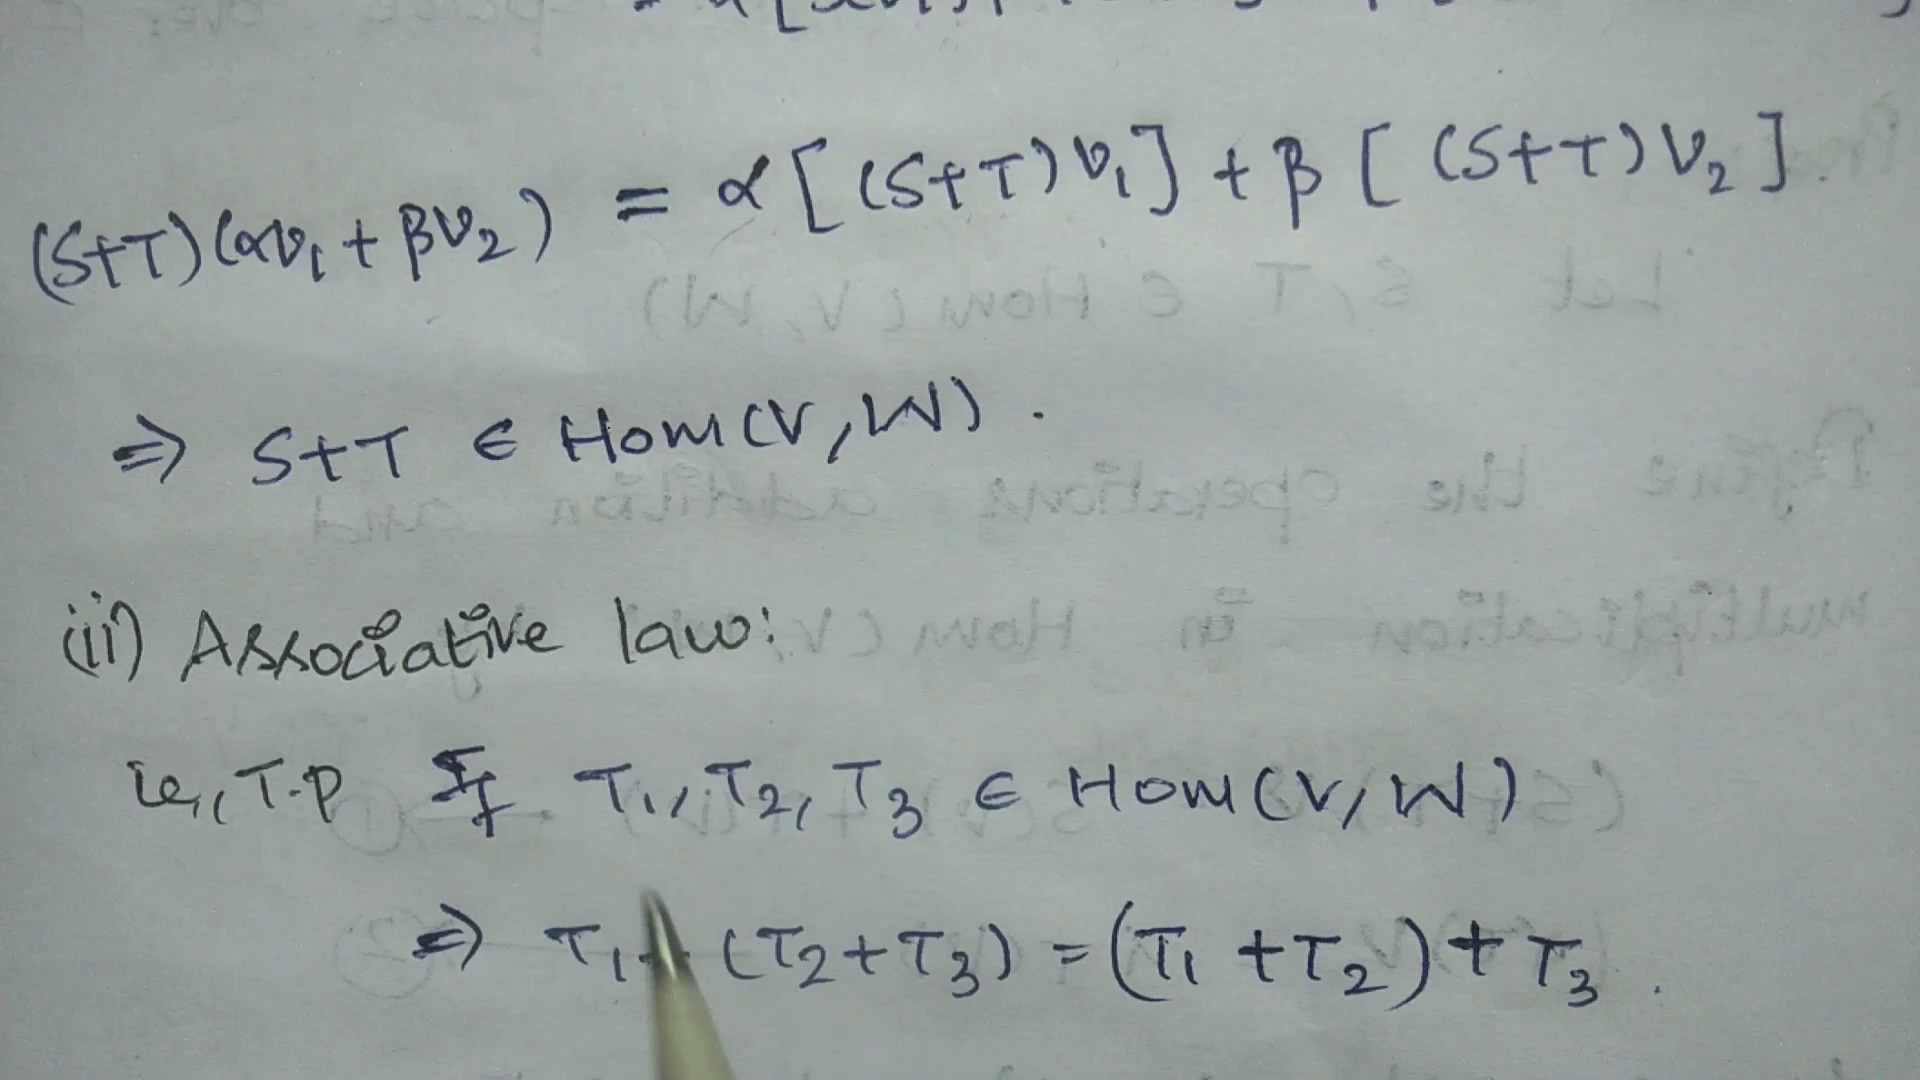 (S+T)(αv₁ + βv₂) = α[(S+T)v₁] + β[(S+T)v₂].
⇒ S+T ∈ Hom(V,W).
(ii) Associative law:
ie, T.P If T₁, T₂, T₃ ∈ Hom(V,W)
⇒ T₁+(T₂+T₃) = (T₁+T₂)+T₃.